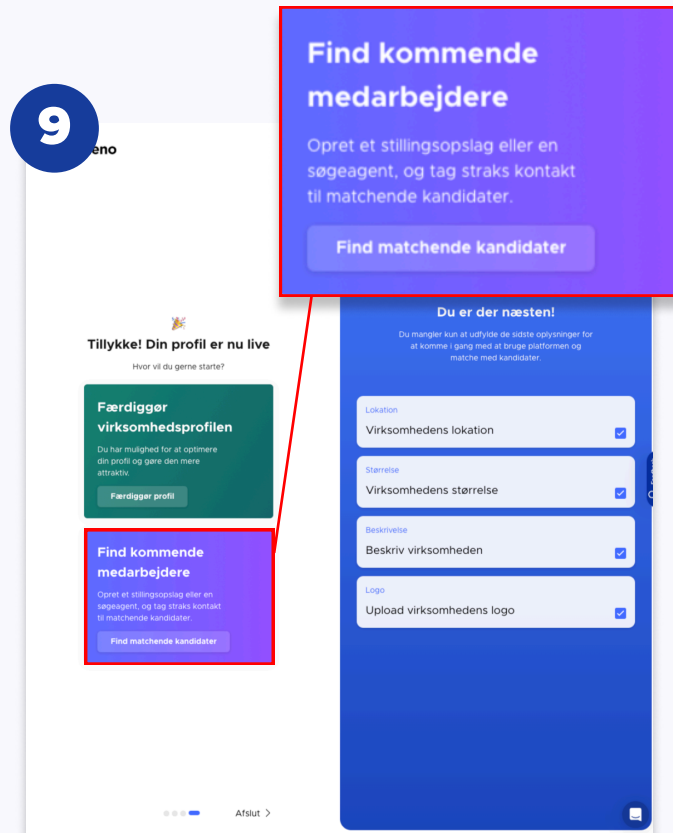 9
eno
Find kommende
medarbejdere
Opret et stillingsopslag eller en
søgeagent, og tag straks kontakt
til matchende kandidater.
Find matchende kandidater
Tillykke! Din profil er nu live
Hvor vil du gerne starte?
Færdiggør
virksomhedsprofilen
Du har mulighed for at optimere
din profil og gøre den mere
attraktiv.
Færdiggør profil
Find kommende
medarbejdere
Opret et stillingsopslag eller en
søgeagent, og tag straks kontakt
til matchende kandidater.
Find matchende kandidater
Afslut
Du er der næsten!
Du mangler kun at udfylde de sidste oplysninger for
at komme i gang med at bruge platformen og
matche med kandidater.
Lokation
Virksomhedens lokation
Størrelse
Virksomhedens størrelse
Beskrivelse
Beskriv virksomheden
Logo
Upload virksomhedens logo